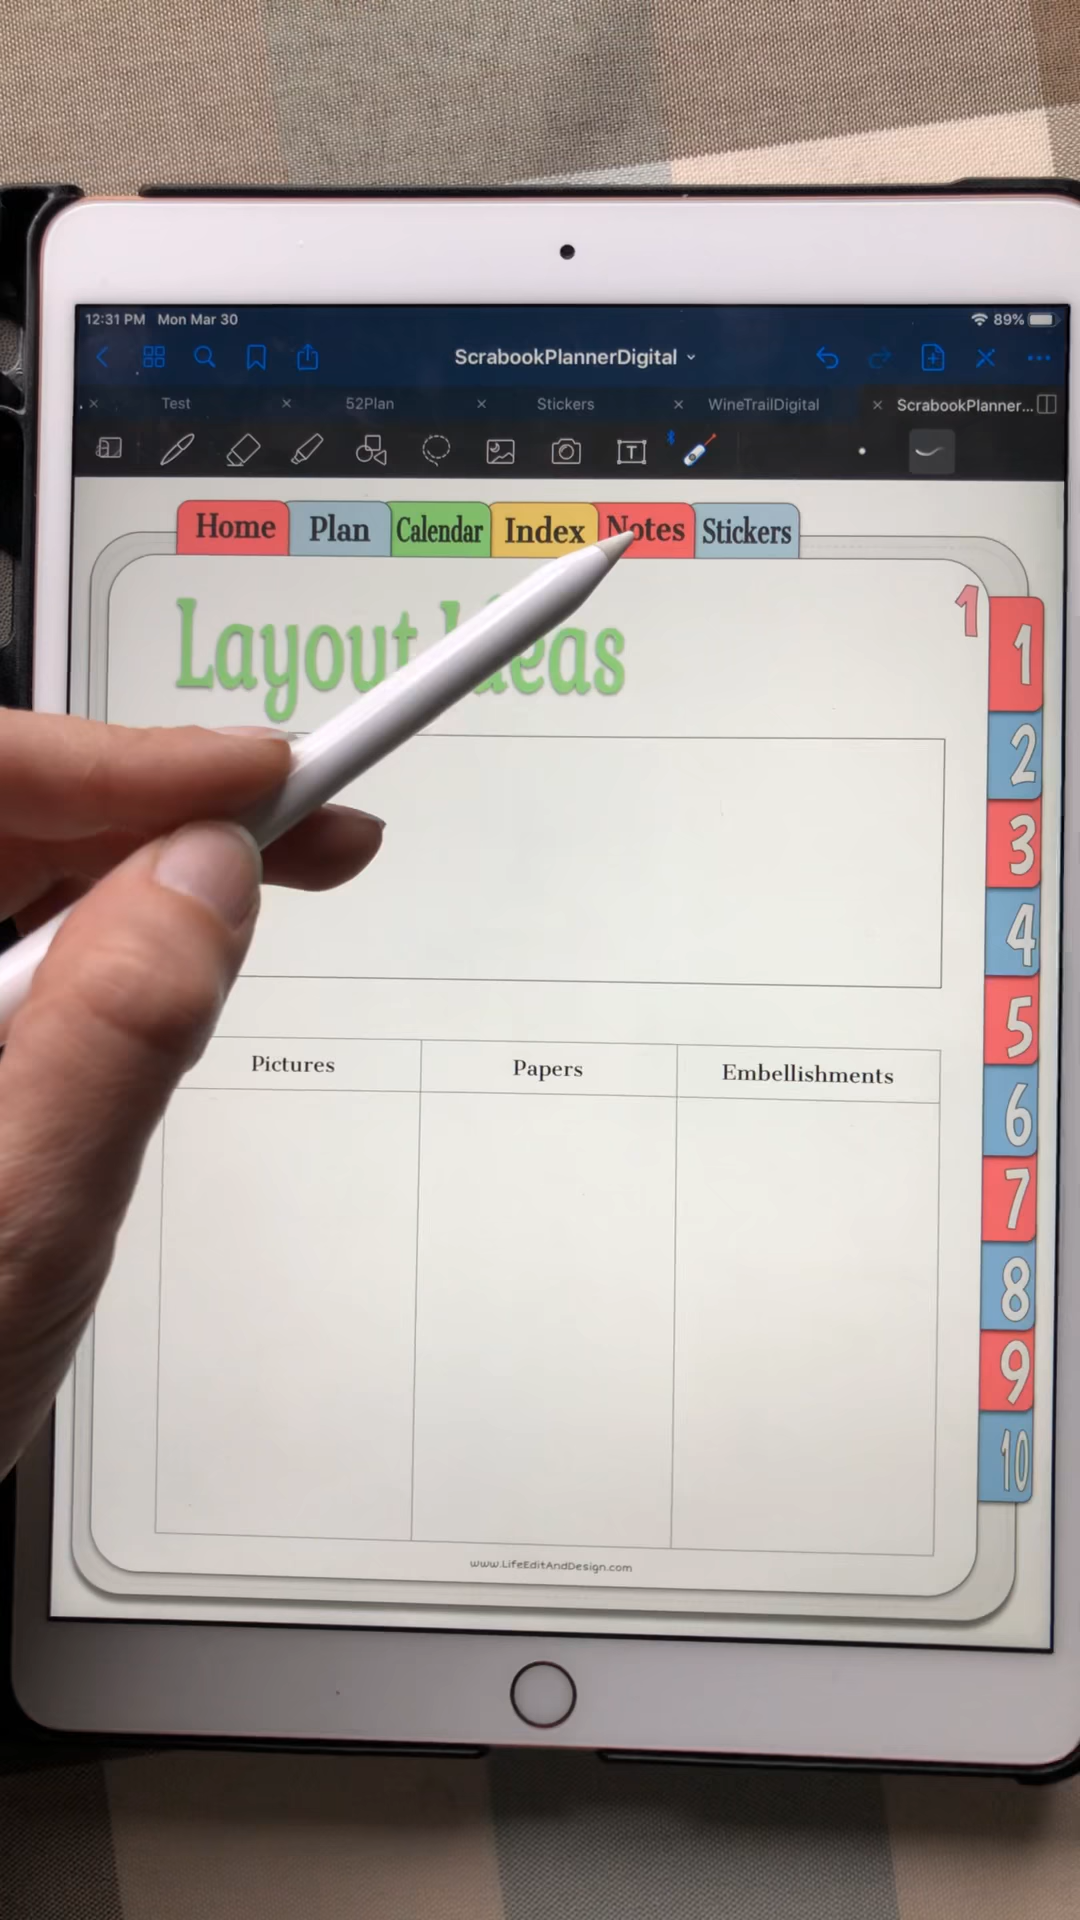 12:31 PM Mon Mar 30 89%
ScrabookPlannerDigital
Test 52Plan Stickers WineTrailDigital ScrabookPlanner...
T
Home Plan Calendar Index Notes Stickers
Layout Ideas
1
1
2
3
4
5
6
7
8
9
10
Pictures Papers Embellishments
www.LifeEditAndDesign.com